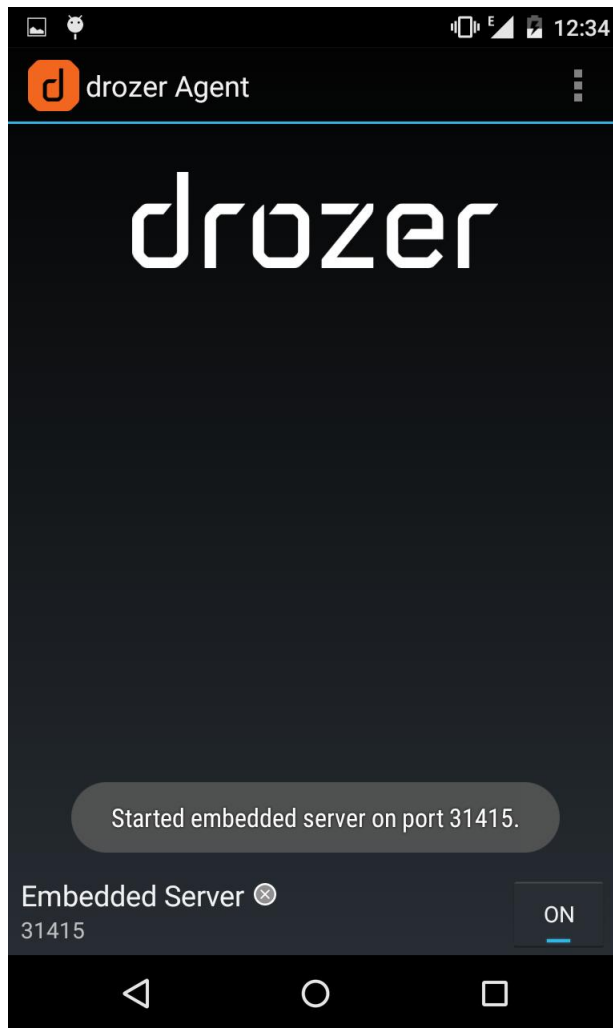 E 12:34
drozer Agent
drozer
Started embedded server on port 31415.
Embedded Server
31415
ON